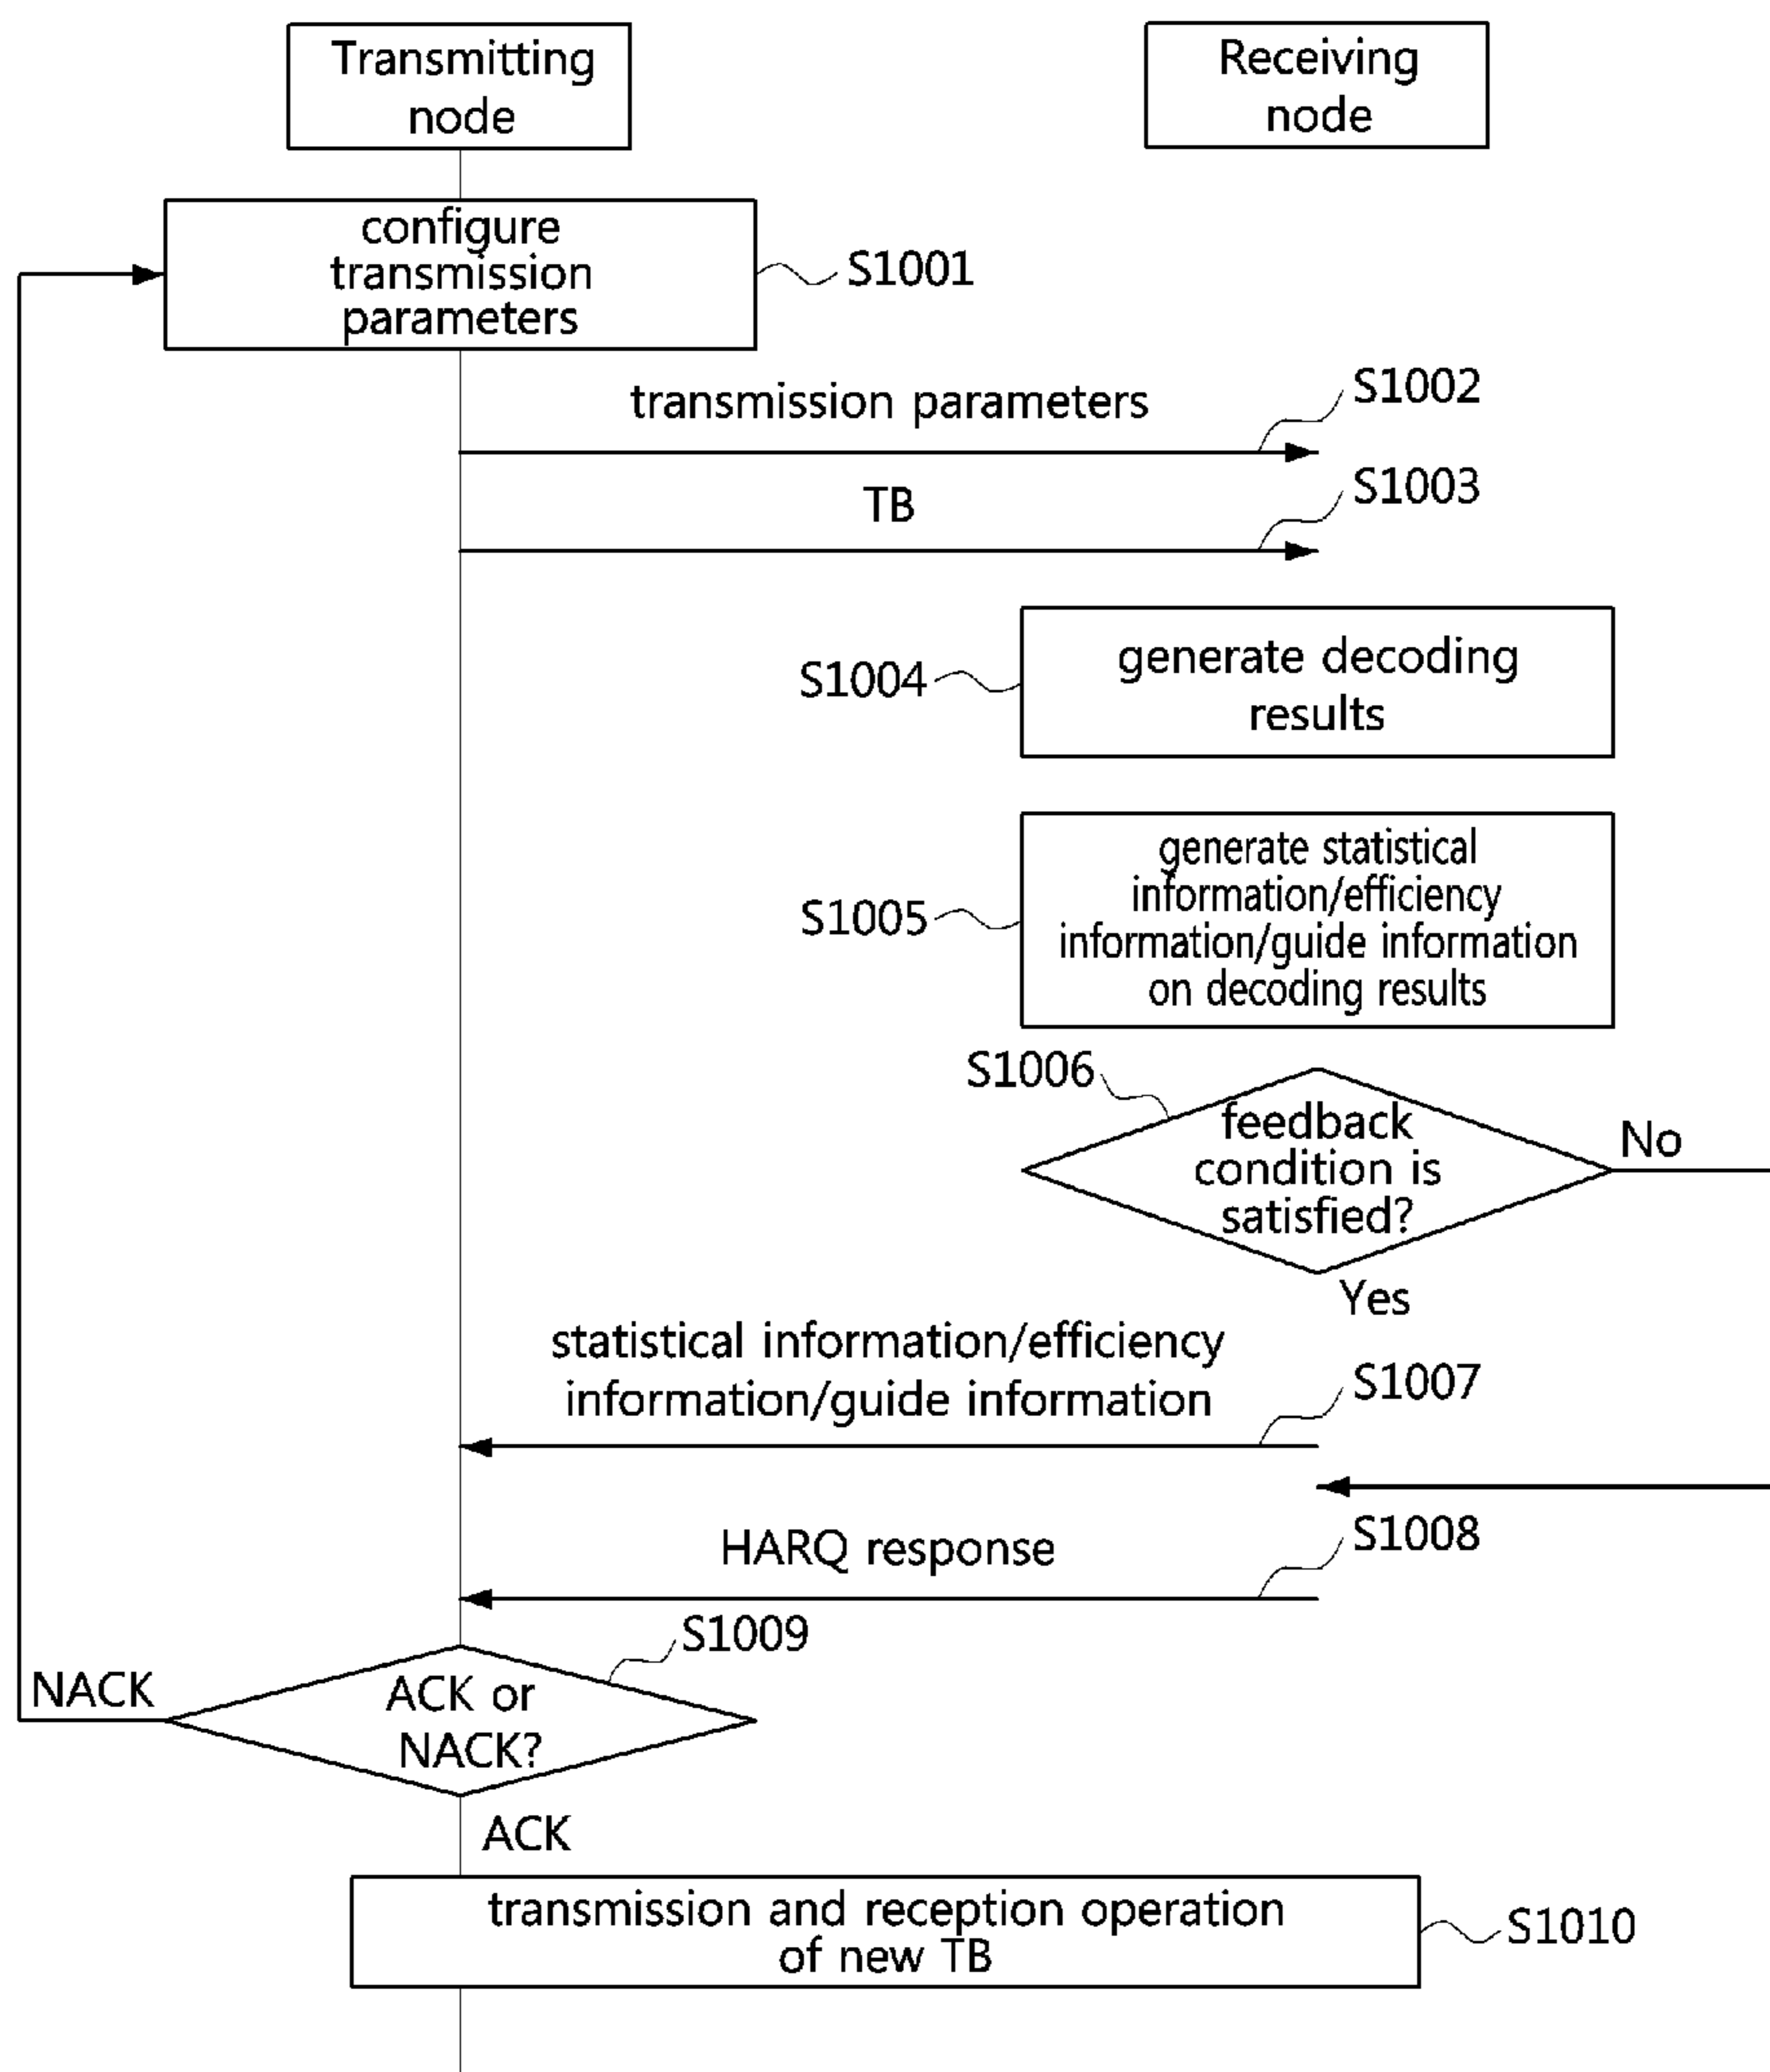 Transmitting
node
Receiving
node
configure
transmission
parameters
S1001
transmission parameters
S1002
TB
S1003
S1004
generate decoding
results
S1005
generate statistical
information/efficiency
information/guide information
on decoding results
S1006
feedback
condition is
satisfied?
No
Yes
statistical information/efficiency
information/guide information
S1007
HARQ response
S1008
S1009
NACK
ACK or
NACK?
ACK
transmission and reception operation
of new TB
S1010